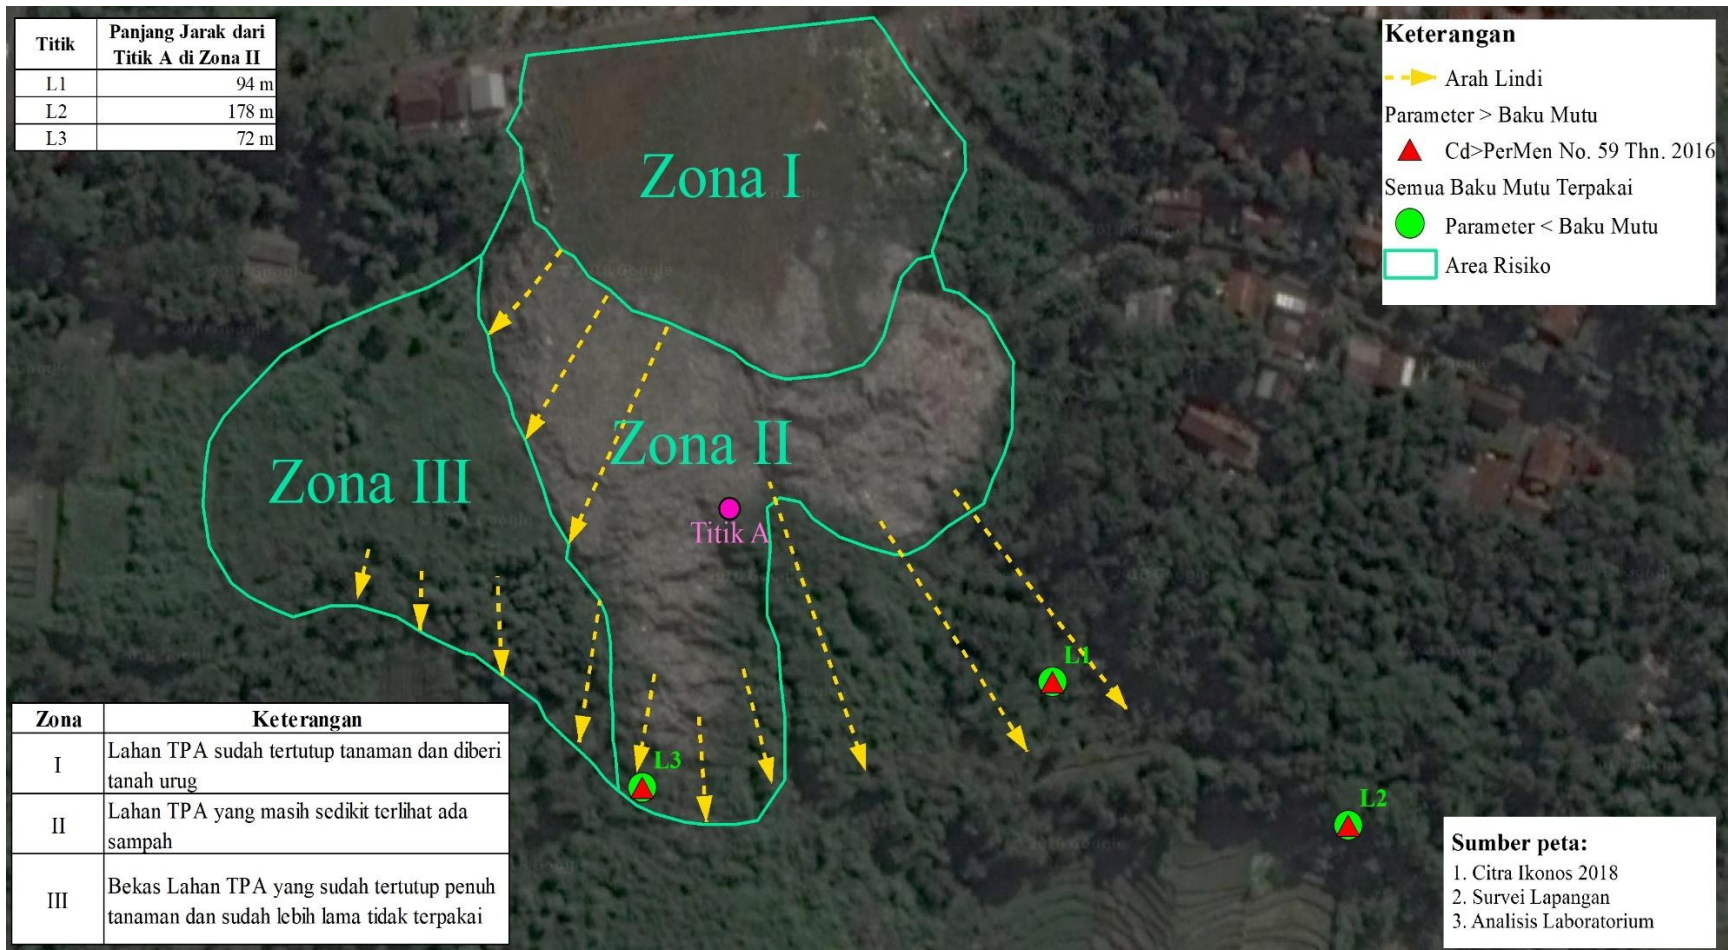 Titik Panjang Jarak dari
Titik A di Zona II
L1 94 m
L2 178 m
L3 72 m
Keterangan
Arah Lindi
Parameter > Baku Mutu
Cd>PerMen No. 59 Thn. 2016
Semua Baku Mutu Terpakai
Parameter < Baku Mutu
Area Risiko
Zona I
Zona II
Zona III
Titik A
L1
L3
L2
Zona Keterangan
I Lahan TPA sudah tertutup tanaman dan diberi
tanah urug
II Lahan TPA yang masih sedikit terlihat ada
sampah
III Bekas Lahan TPA yang sudah tertutup penuh
tanaman dan sudah lebih lama tidak terpakai
Sumber peta:
1. Citra Ikonos 2018
2. Survei Lapangan
3. Analisis Laboratorium